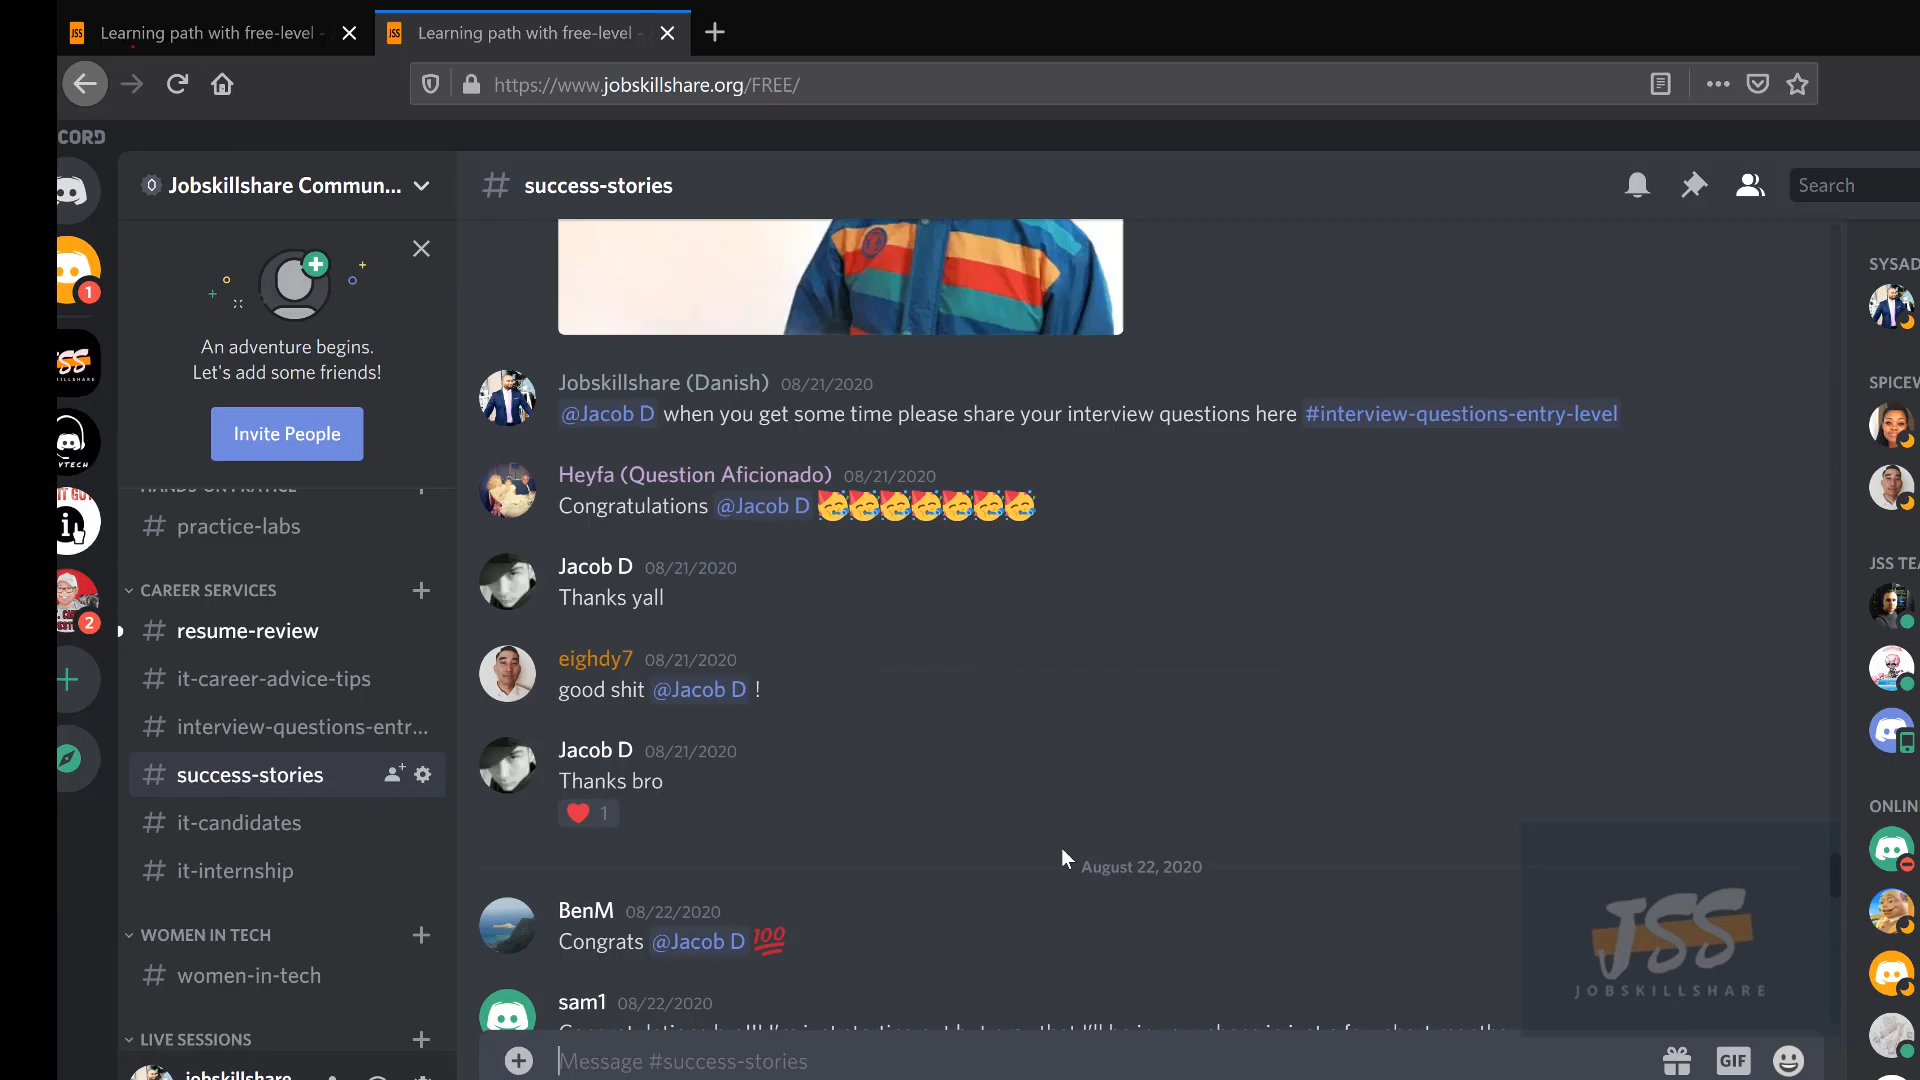 Learning path with free-level -
Learning path with free-level -
https://www.jobskillshare.org/FREE/
CORD
Jobskillshare Commun...
success-stories
Search
An adventure begins.
Let's add some friends!
Invite People
practice-labs
CAREER SERVICES
resume-review
it-career-advice-tips
interview-questions-entr...
success-stories
it-candidates
it-internship
WOMEN IN TECH
women-in-tech
LIVE SESSIONS
jobskillshare
Jobskillshare (Danish) 08/21/2020
@Jacob D when you get some time please share your interview questions here #interview-questions-entry-level
Heyfa (Question Aficionado) 08/21/2020
Congratulations @Jacob D 🥳🥳🥳🥳🥳🥳🥳
Jacob D 08/21/2020
Thanks yall
eighdy7 08/21/2020
good shit @Jacob D !
Jacob D 08/21/2020
Thanks bro
❤️ 1
August 22, 2020
BenM 08/22/2020
Congrats @Jacob D 💯
sam1 08/22/2020
Message #success-stories
GIF
SYSAD
SPICEW
JSS TE
ONLIN
JSS
JOBSKILLSHARE
1
2